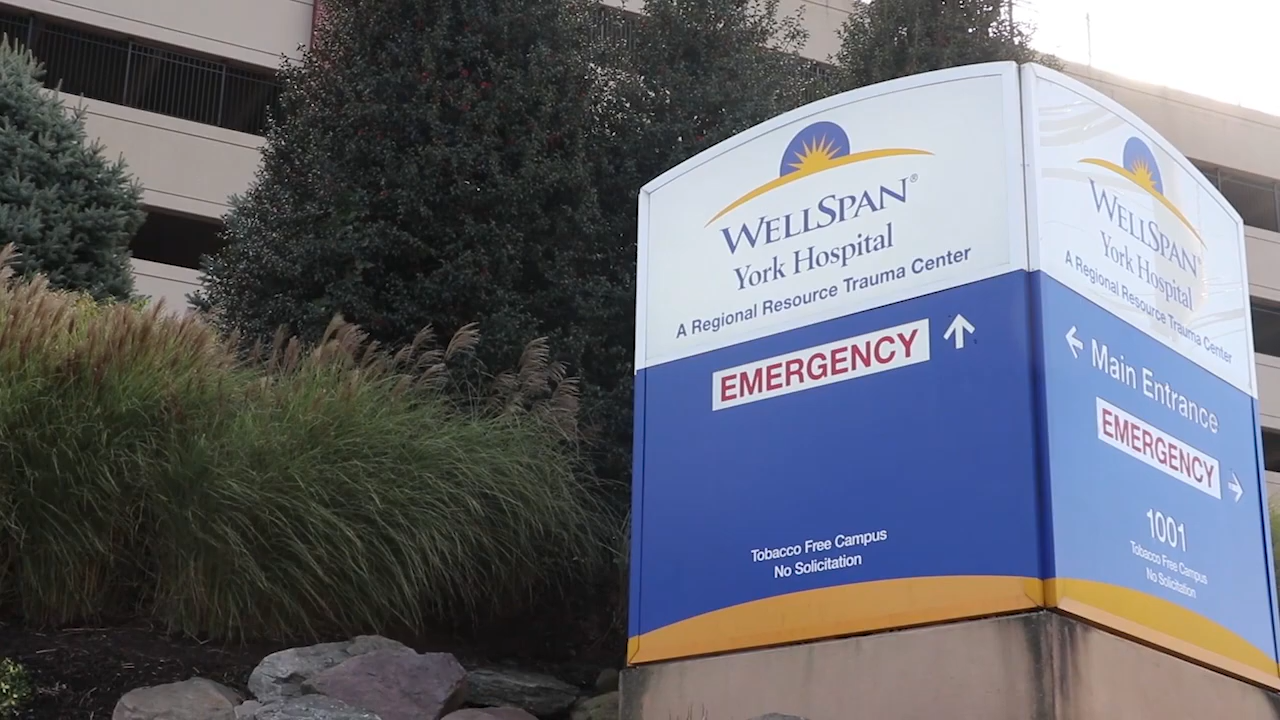 WELLSPAN®
York Hospital
A Regional Resource Trauma Center
EMERGENCY ↑
Tobacco Free Campus
No Solicitation
WELLSPAN®
York Hospital
A Regional Resource Trauma Center
← Main Entrance
EMERGENCY →
1001
Tobacco Free Campus
No Solicitation